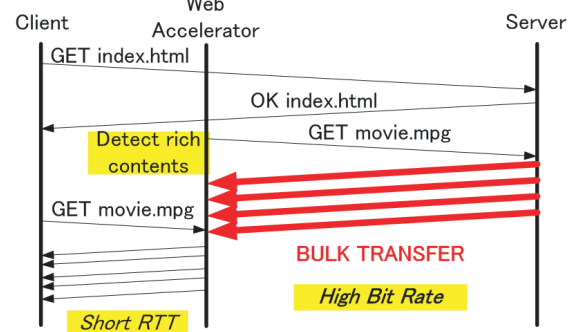 Web
Client
Accelerator
Server
GET index.html
OK index.html
GET movie.mpg
Detect rich
contents
GET movie.mpg
BULK TRANSFER
High Bit Rate
Short RTT